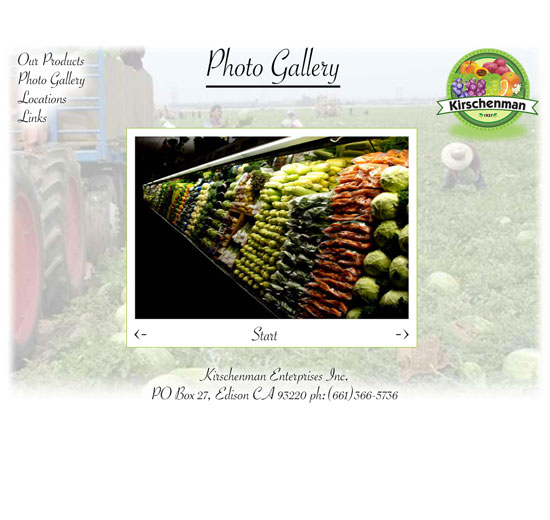 Photo Gallery
Our Products
Photo Gallery
Locations
Links
Kirschenman
1937
<- Start ->
Kirschenman Enterprises Inc.
PO Box 27, Edison CA 93220 ph:(661)366-5736